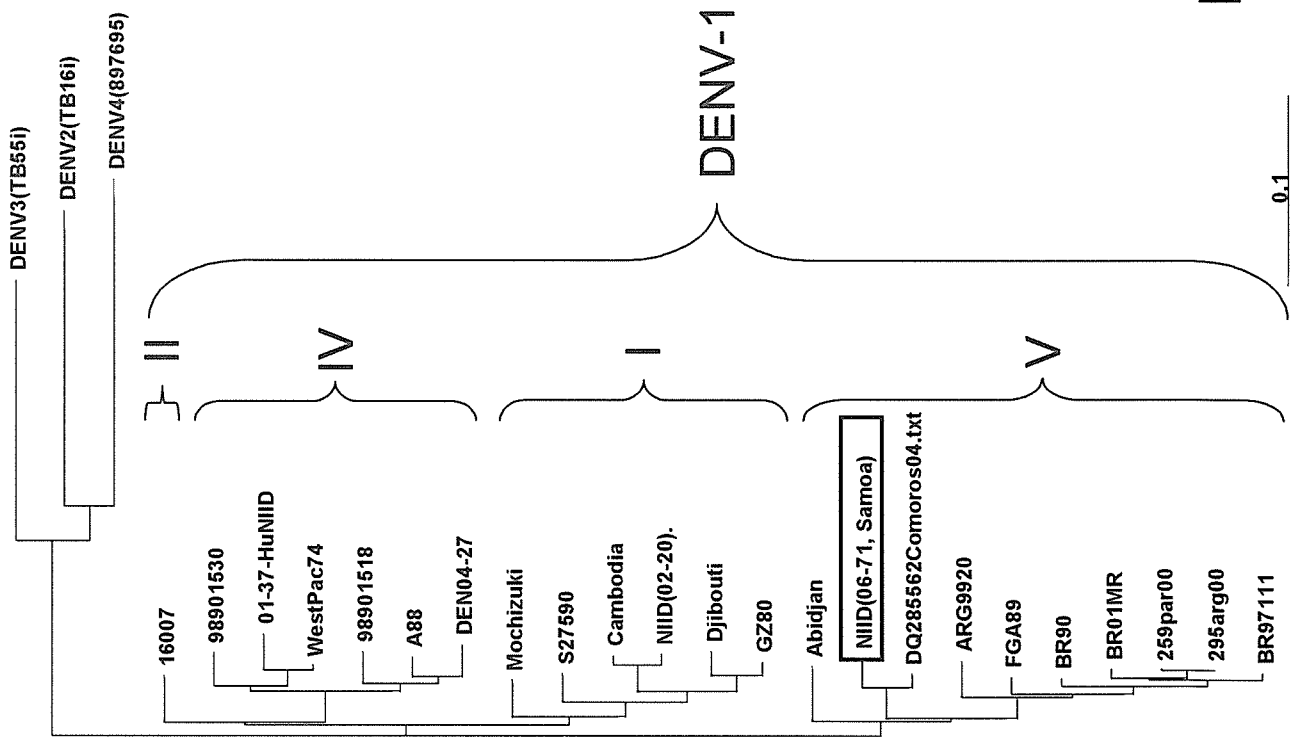 DENV3(TB55i)
DENV2(TB16i)
DENV4(897695)
16007
II
98901530
01-37-HuNIID
WestPac74
98901518
A88
DEN04-27
IV
Mochizuki
S27590
Cambodia
NIID(02-20).
Djibouti
GZ80
I
Abidjan
NIID(06-71, Samoa)
DQ285562Comoros04.txt
ARG9920
FGA89
BR90
BR01MR
259par00
295arg00
BR97111
V
DENV-1
0.1